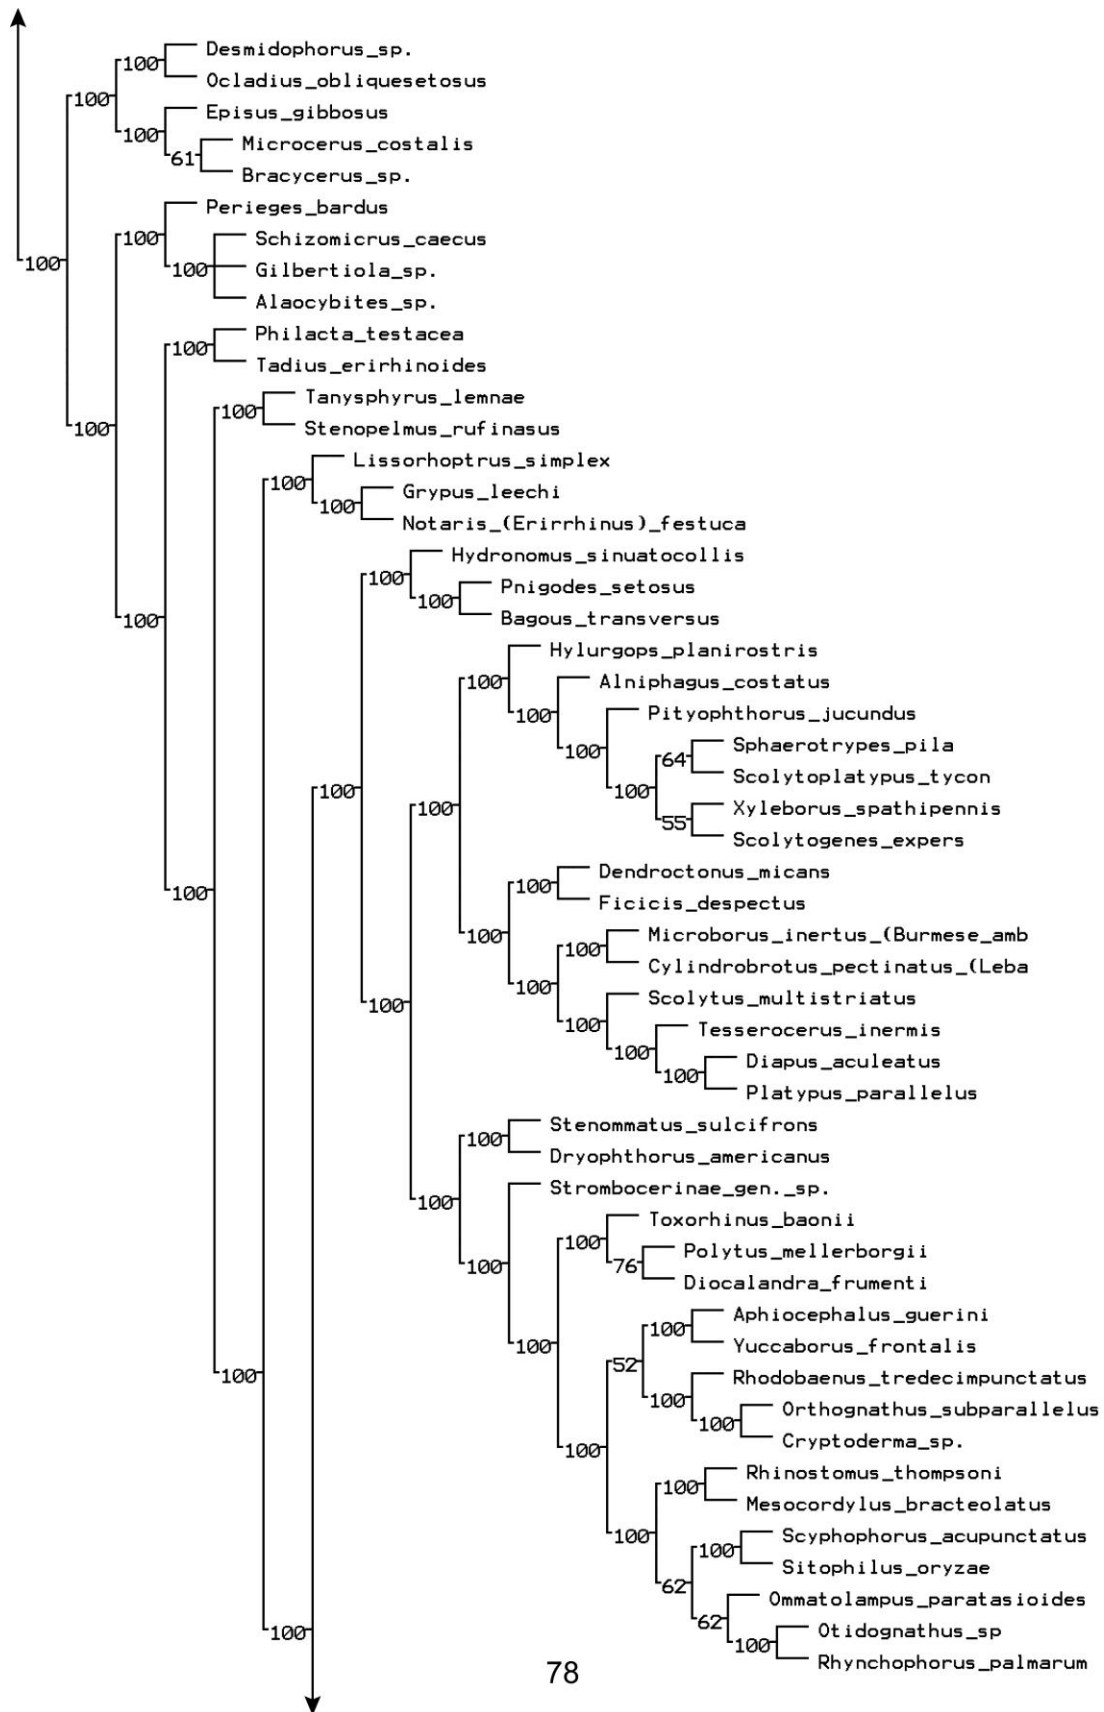 Desmidophorus_sp.
100
Ocladius_obliquesetosus
100
Episus_gibbosus
100
Microcerus_costalis
61
Bracycerus_sp.
Perieges_bardus
100
Schizomicrus_caecus
100
100
Gilbertiola_sp.
Alaocybites_sp.
Philacta_testacea
100
Tadius_erirhinoides
Tanysphyrus_lemnae
100
100
Stenopelmus_rufinasus
Lissorhoptrus_simplex
100
Grypus_leechi
100
Notaris_(Erirrhinus)_festuca
Hydronomus_sinuatocollis
100
Pnigodes_setosus
100
100
Bagous_transversus
Hylurgops_planirostris
100
Alniphagus_costatus
100
Pityophthorus_jucundus
100
Sphaerotrypes_pila
64
Scolytoplatypus_tycon
100
100
100
Xyleborus_spathipennis
55
Scolytogenes_expers
Dendroctonus_micans
100
100
Ficicis_despectus
100
Microborus_inertus_(Burmese_amb
100
Cylindrobrotus_pectinatus_(Leba
100
Scolytus_multistriatus
100
100
Tesserocerus_inermis
100
Diapus_aculeatus
100
Platypus_parallelus
Stenommatus_sulcifrons
100
Dryophthorus_americanus
100
Strombocerinae_gen._sp.
Toxorhinus_baonii
100
Polytus_mellerborgii
100
76
Diocalandra_frumenti
Aphiocephalus_guerini
100
100
Yuccaborus_frontalis
52
100
Rhodobaenus_tredecimpunctatus
100
Orthognathus_subparallelus
100
Cryptoderma_sp.
100
Rhinostomus_thompsoni
100
Mesocordylus_bracteolatus
100
Scyphophorus_acupunctatus
100
Sitophilus_oryzae
62
Ommatolampus_paratasioides
62
100
Otidognathus_sp
100
Rhynchophorus_palmarum
78